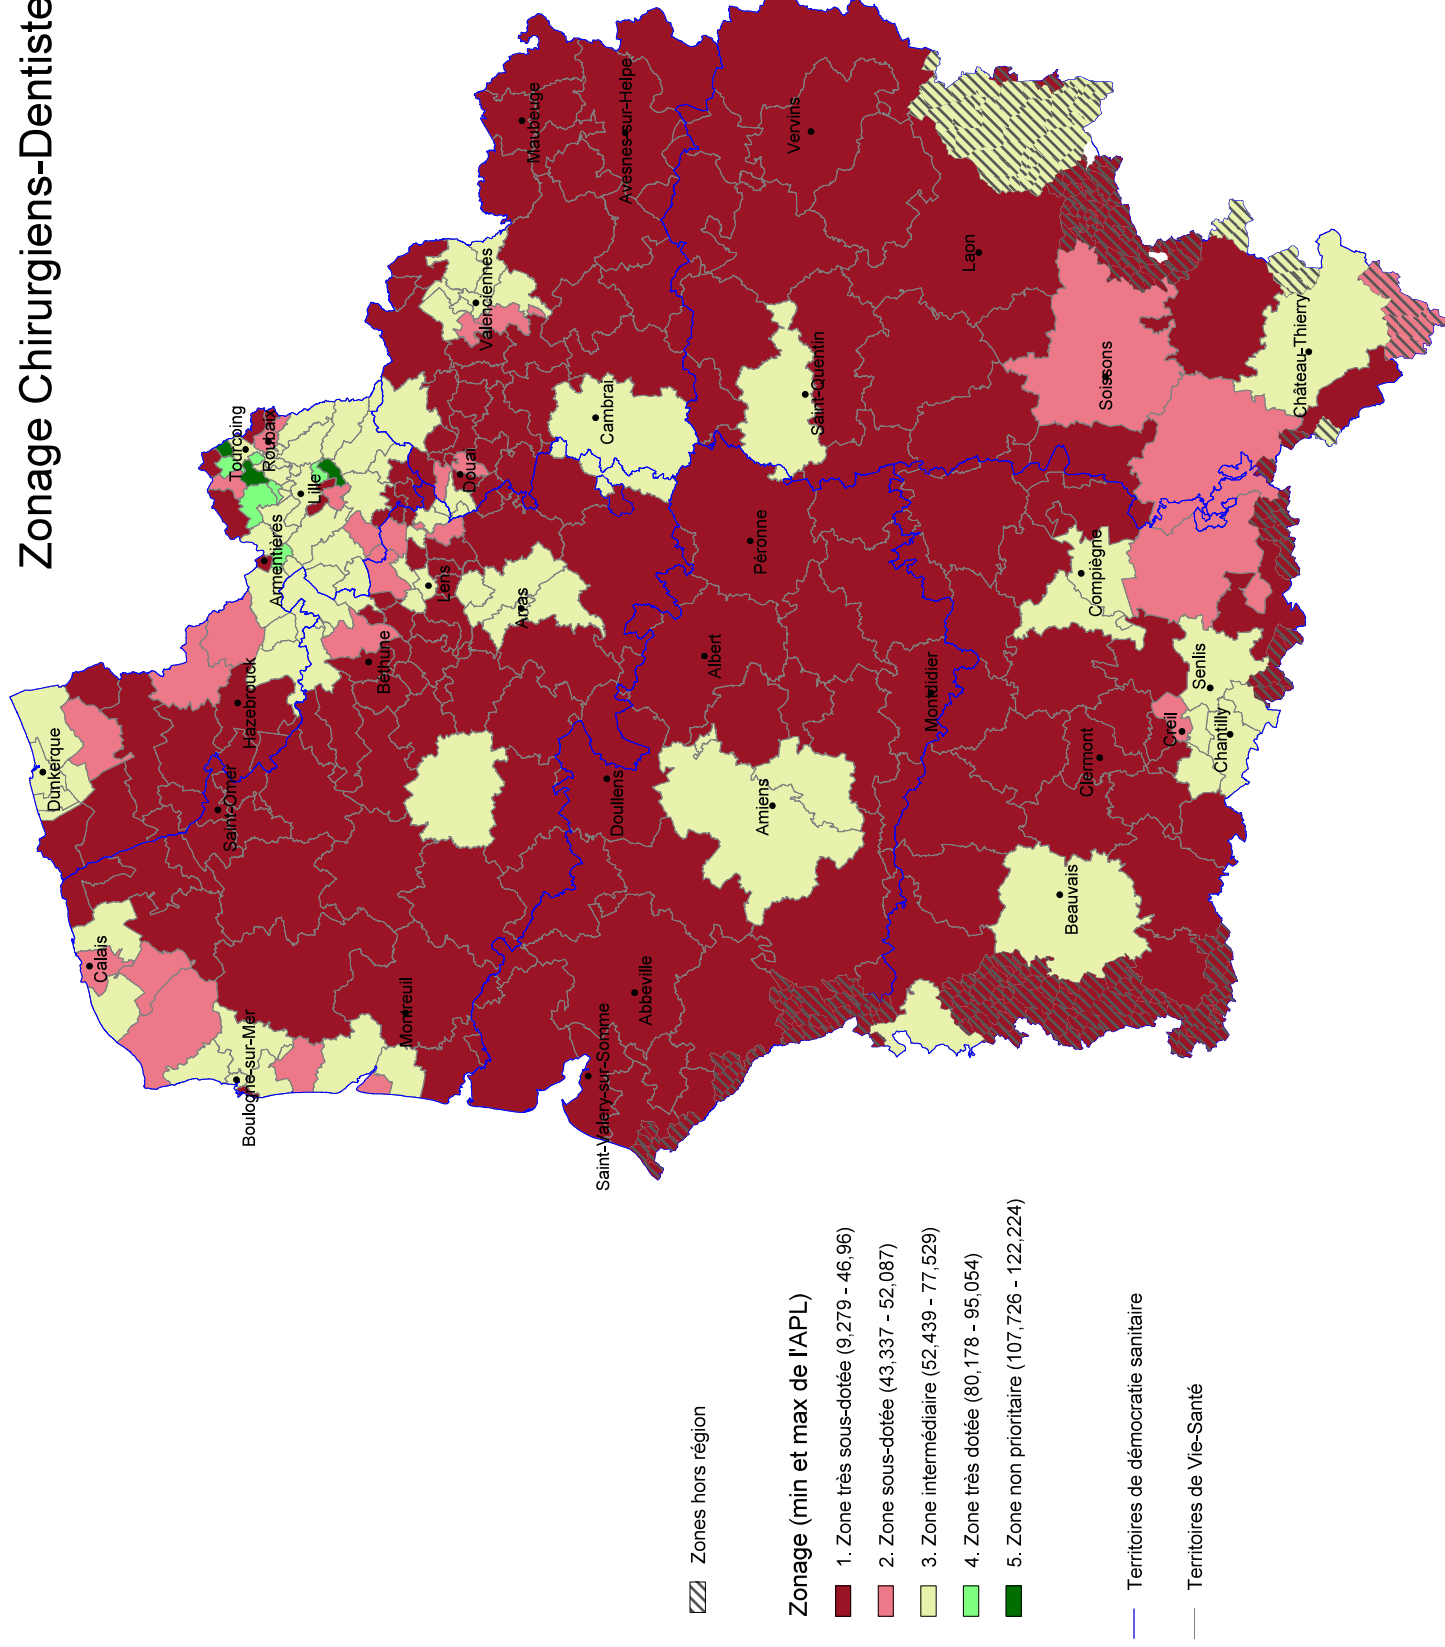 Zonage Chirurgiens-Dentiste
Dunkerque
Calais
Saint-Omer
Hazebrouck
Boulogne-sur-Mer
Armentières
Tourcoing
Roubaix
Lille
Béthune
Lens
Montreuil
Arras
Douai
Valenciennes
Maubeuge
Avesnes-sur-Helpe
Cambrai
Doullens
Abbeville
Saint-Valery-sur-Somme
Albert
Péronne
Amiens
Saint-Quentin
Vervins
Montdidier
Laon
Beauvais
Clermont
Compiègne
Soissons
Creil
Senlis
Chantilly
Château-Thierry
Zones hors région
Zonage (min et max de l'APL)
1. Zone très sous-dotée (9,279 - 46,96)
2. Zone sous-dotée (43,337 - 52,087)
3. Zone intermédiaire (52,439 - 77,529)
4. Zone très dotée (80,178 - 95,054)
5. Zone non prioritaire (107,726 - 122,224)
Territoires de démocratie sanitaire
Territoires de Vie-Santé